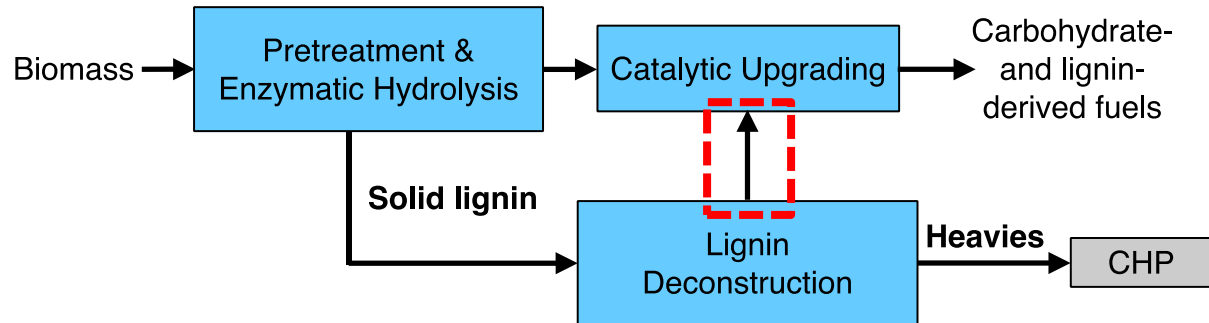 Biomass
Pretreatment &
Enzymatic Hydrolysis
Catalytic Upgrading
Carbohydrate-
and lignin-
derived fuels
Solid lignin
Lignin
Deconstruction
Heavies
CHP